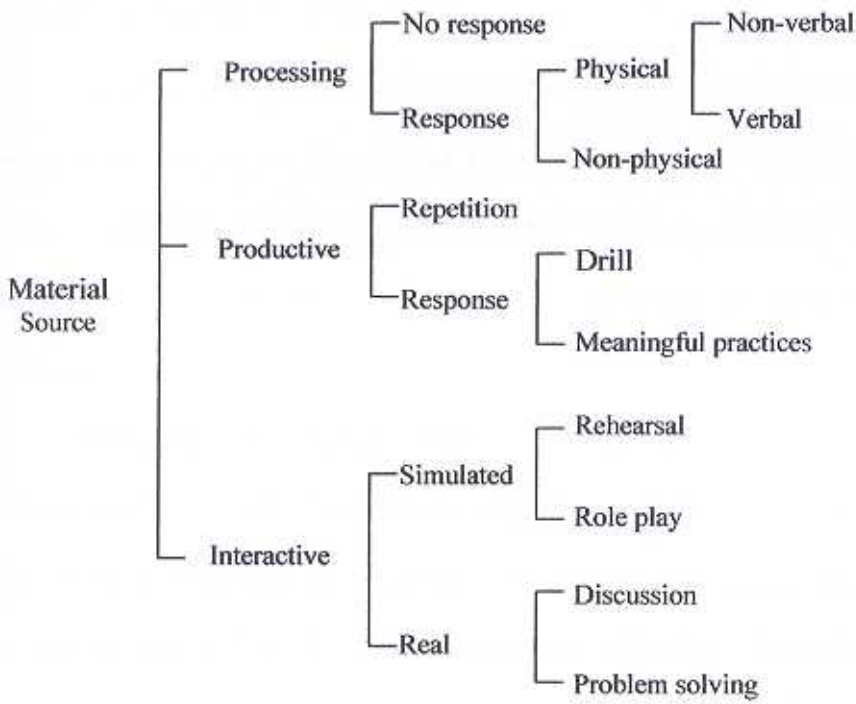 No response
Non-verbal
Processing
Physical
Response
Verbal
Non-physical
Repetition
Productive
Drill
Response
Material
Source
Meaningful practices
Rehearsal
Simulated
Role play
Interactive
Discussion
Real
Problem solving